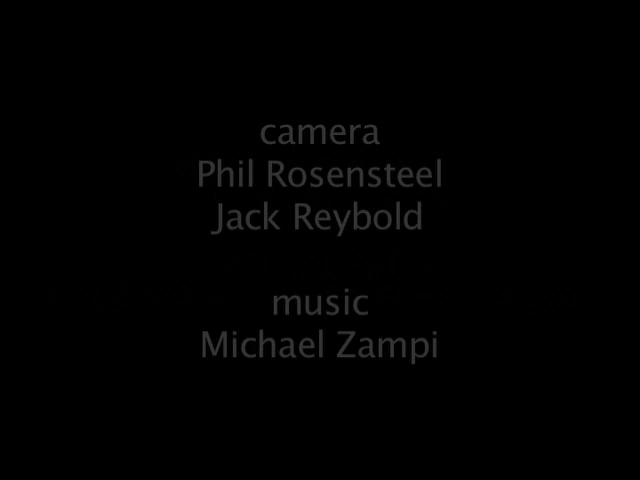 camera
Phil Rosensteel
Jack Reybold
music
Michael Zampi